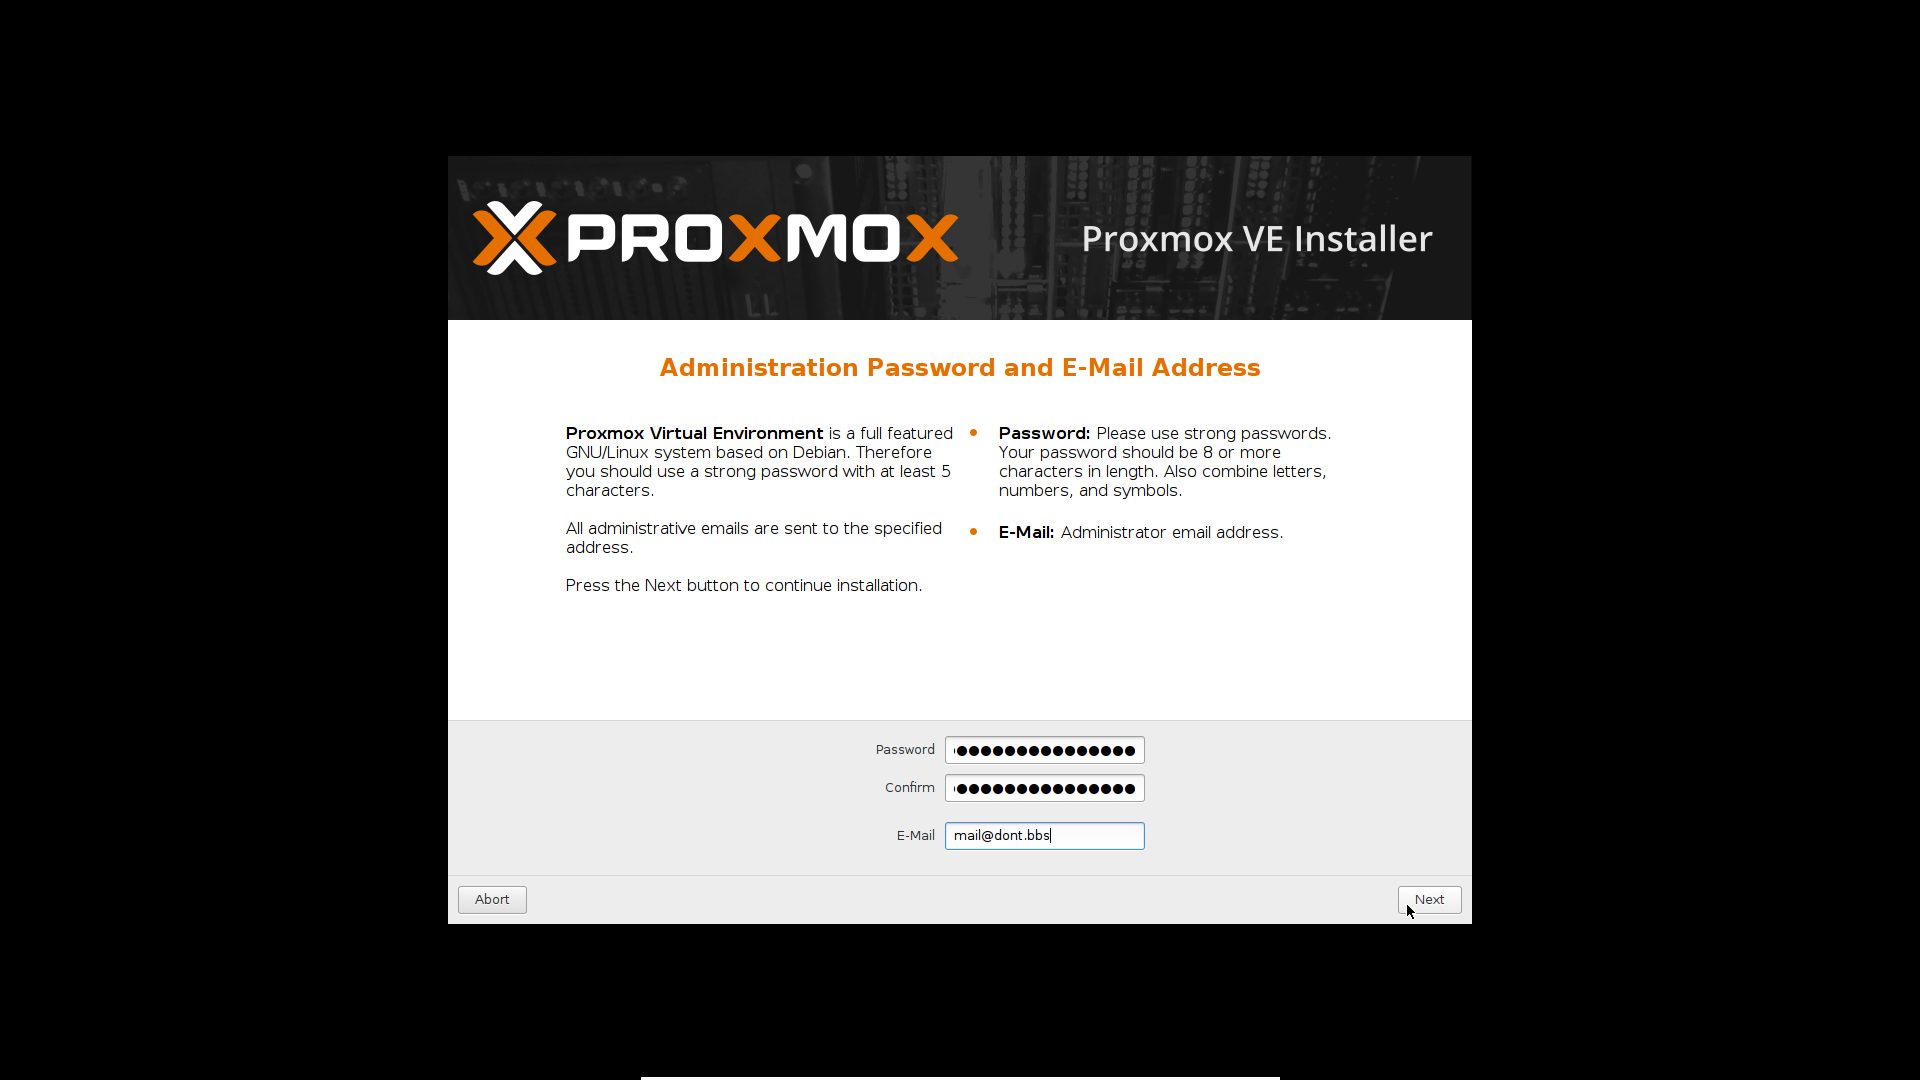 PROXMOX
Proxmox VE Installer
Administration Password and E-Mail Address
Proxmox Virtual Environment is a full featured
GNU/Linux system based on Debian. Therefore
you should use a strong password with at least 5
characters.
All administrative emails are sent to the specified
address.
Press the Next button to continue installation.
Password: Please use strong passwords.
Your password should be 8 or more
characters in length. Also combine letters,
numbers, and symbols.
E-Mail: Administrator email address.
Password
Confirm
E-Mail mail@dont.bbs
Abort
Next